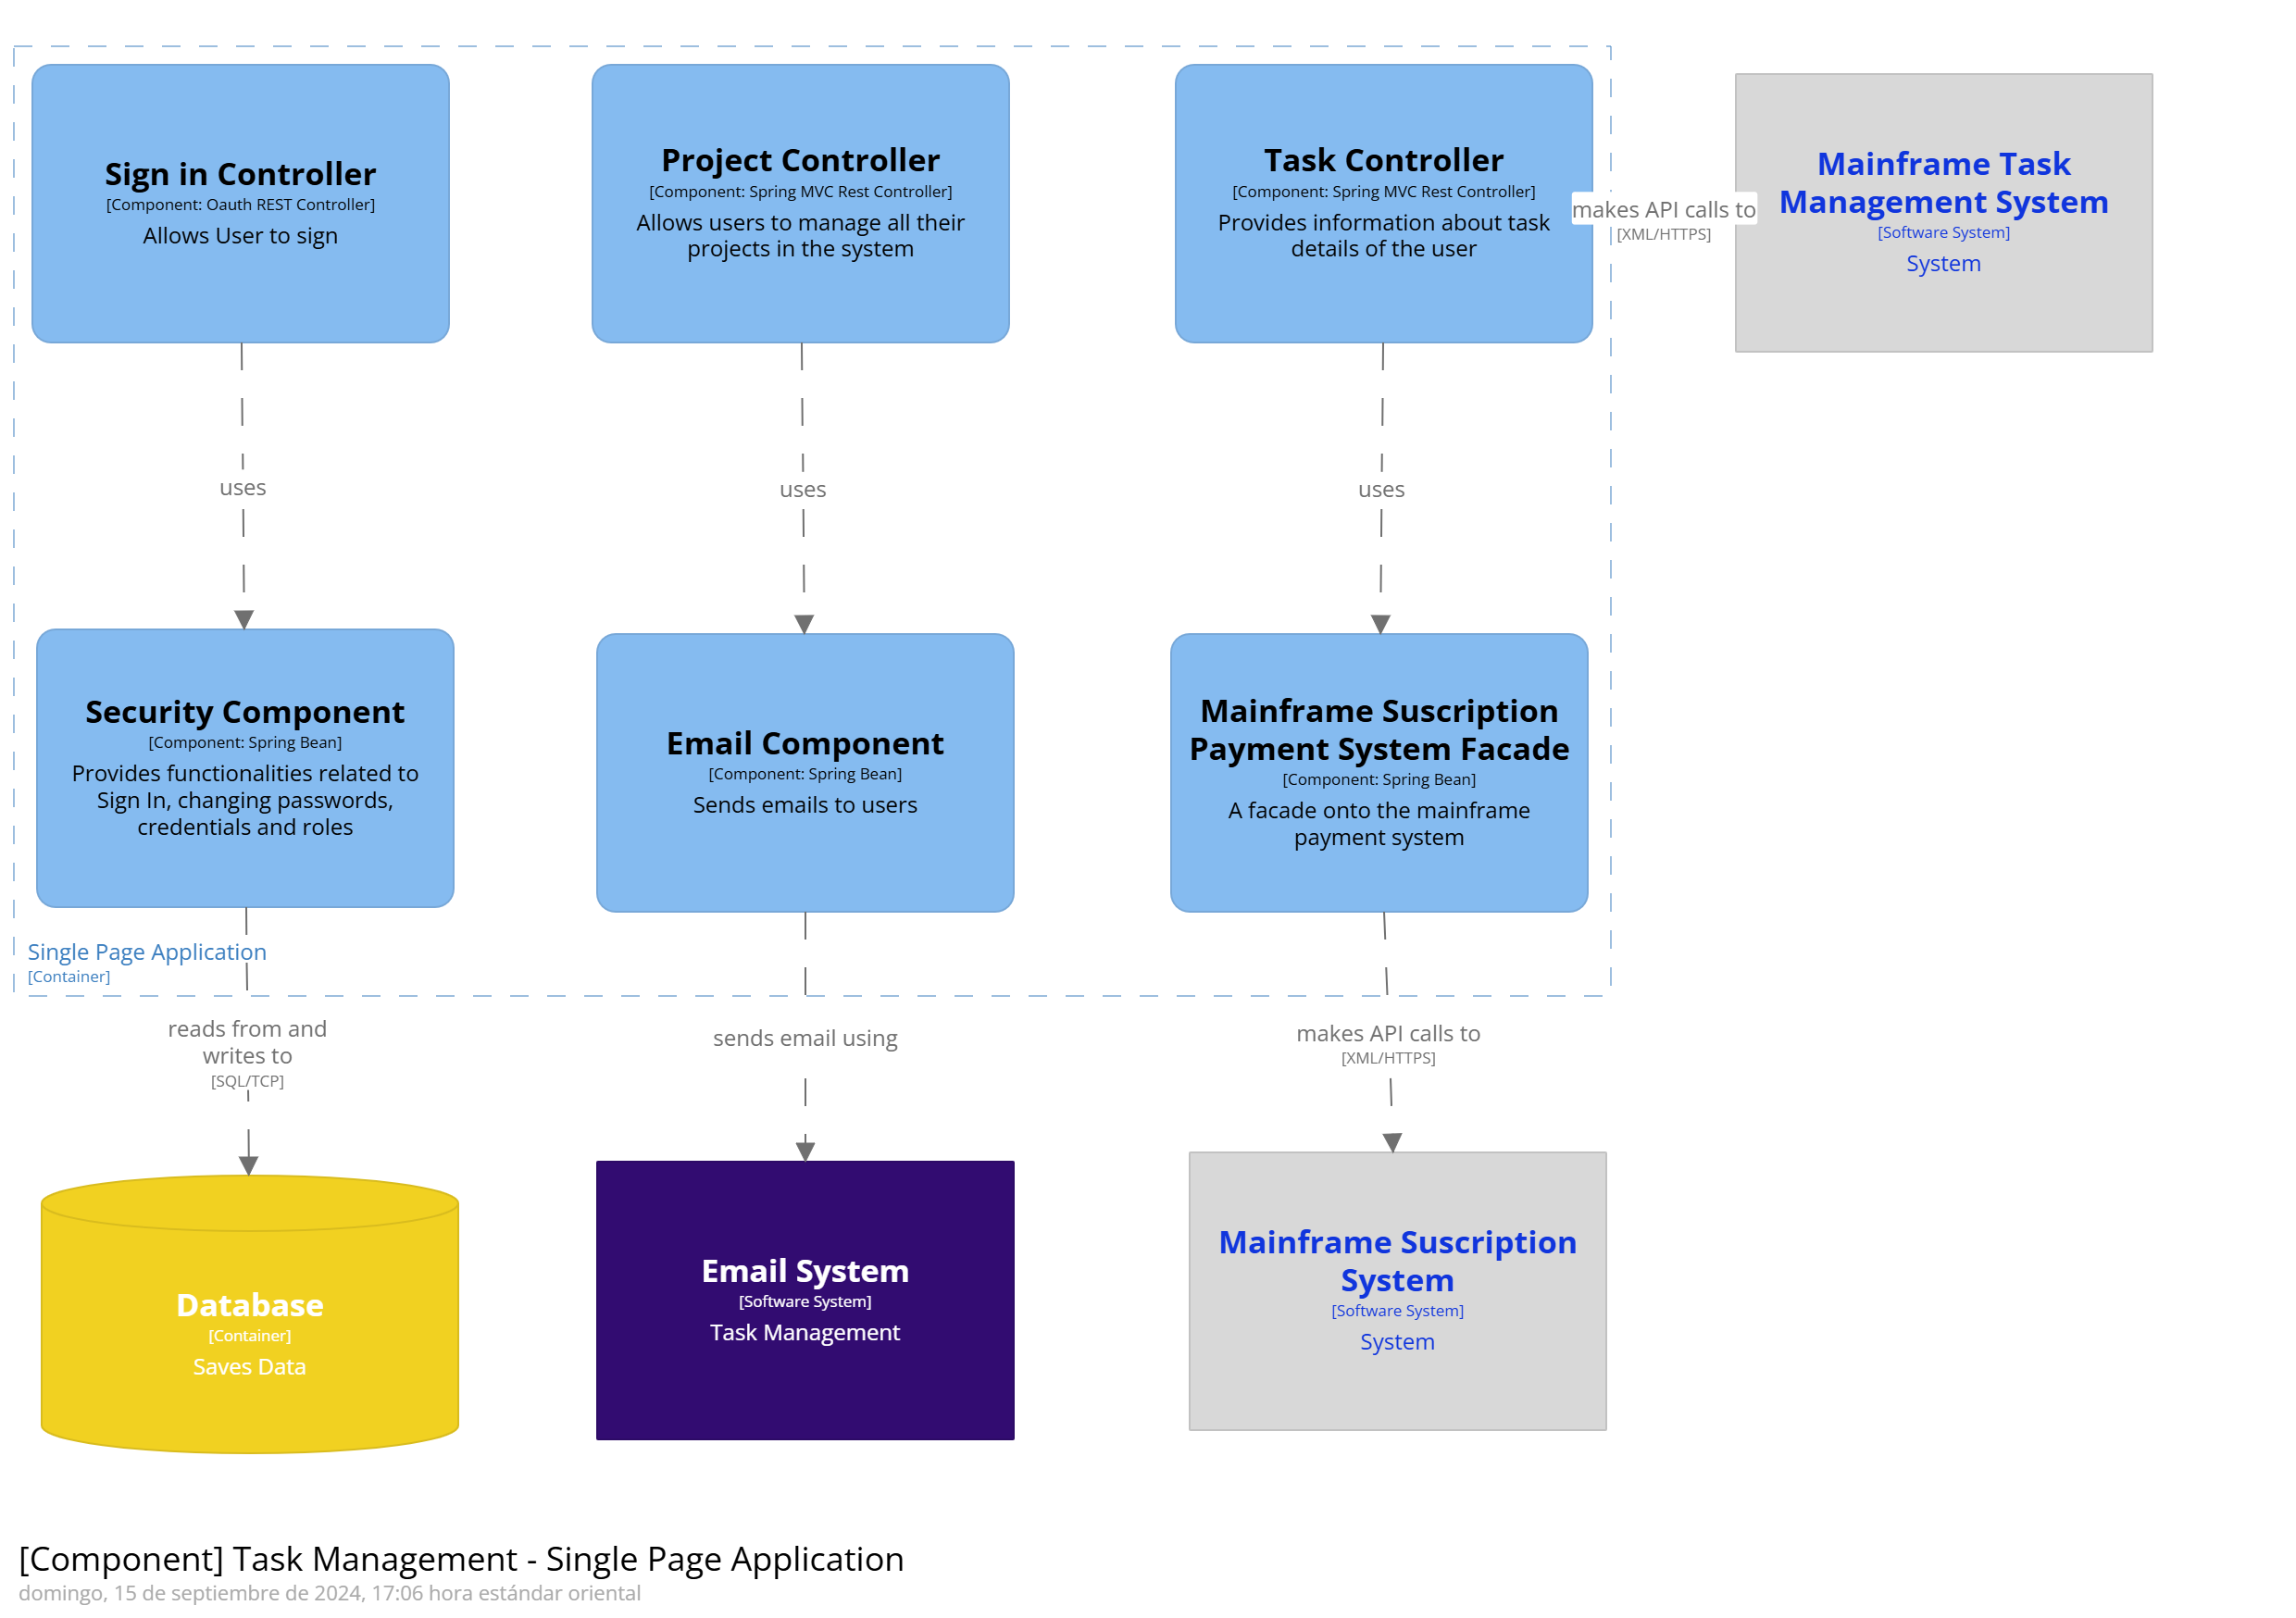 Sign in Controller
[Component: Oauth REST Controller]
Allows User to sign
Project Controller
[Component: Spring MVC Rest Controller]
Allows users to manage all their
projects in the system
Task Controller
[Component: Spring MVC Rest Controller]
Provides information about task
details of the user
makes API calls to
[XML/HTTPS]
Mainframe Task
Management System
[Software System]
System
uses
uses
uses
Security Component
[Component: Spring Bean]
Provides functionalities related to
Sign In, changing passwords,
credentials and roles
Email Component
[Component: Spring Bean]
Sends emails to users
Mainframe Suscription
Payment System Facade
[Component: Spring Bean]
A facade onto the mainframe
payment system
Single Page Application
[Container]
reads from and
writes to
[SQL/TCP]
sends email using
makes API calls to
[XML/HTTPS]
Database
[Container]
Saves Data
Email System
[Software System]
Task Management
Mainframe Suscription
System
[Software System]
System
[Component] Task Management - Single Page Application
domingo, 15 de septiembre de 2024, 17:06 hora estándar oriental